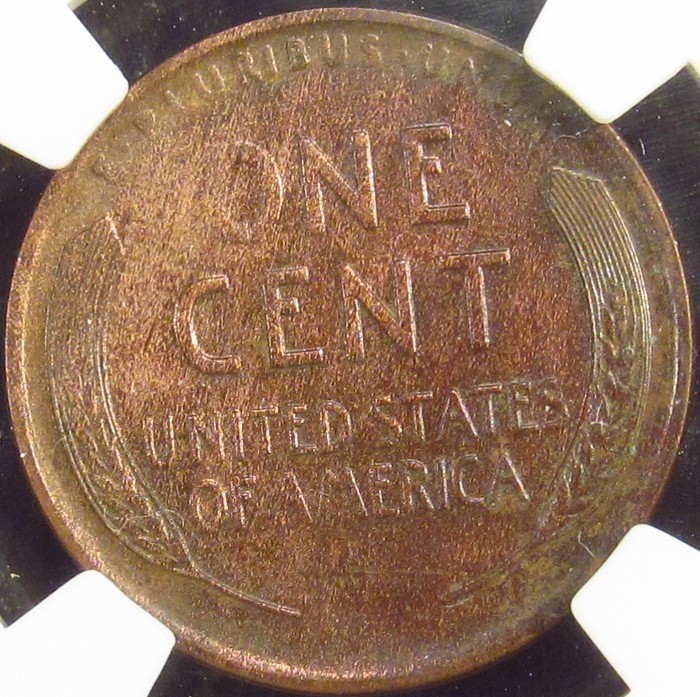 E·PLURIBUS·UNUM
ONE
CENT
UNITED STATES
OF AMERICA